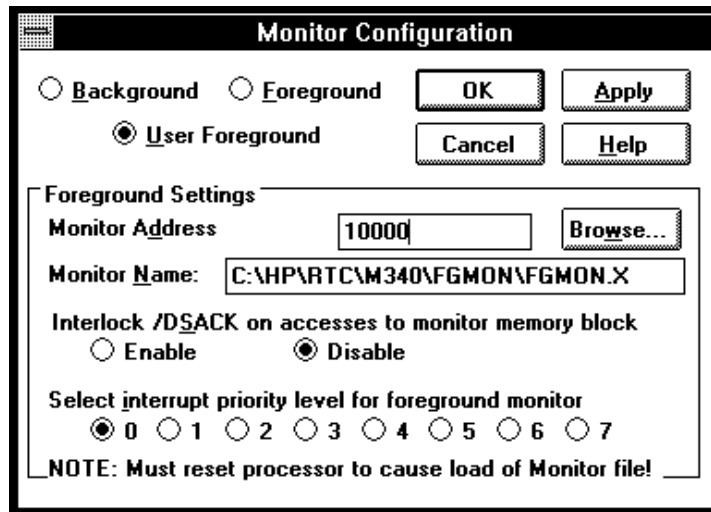 Monitor Configuration
Background Foreground OK Apply
User Foreground Cancel Help
Foreground Settings
Monitor Address 10000 Browse...
Monitor Name: C:\HP\RTC\M340\FGMON\FGMON.X
Interlock /DSACK on accesses to monitor memory block
Enable Disable
Select interrupt priority level for foreground monitor
0 1 2 3 4 5 6 7
NOTE: Must reset processor to cause load of Monitor file!